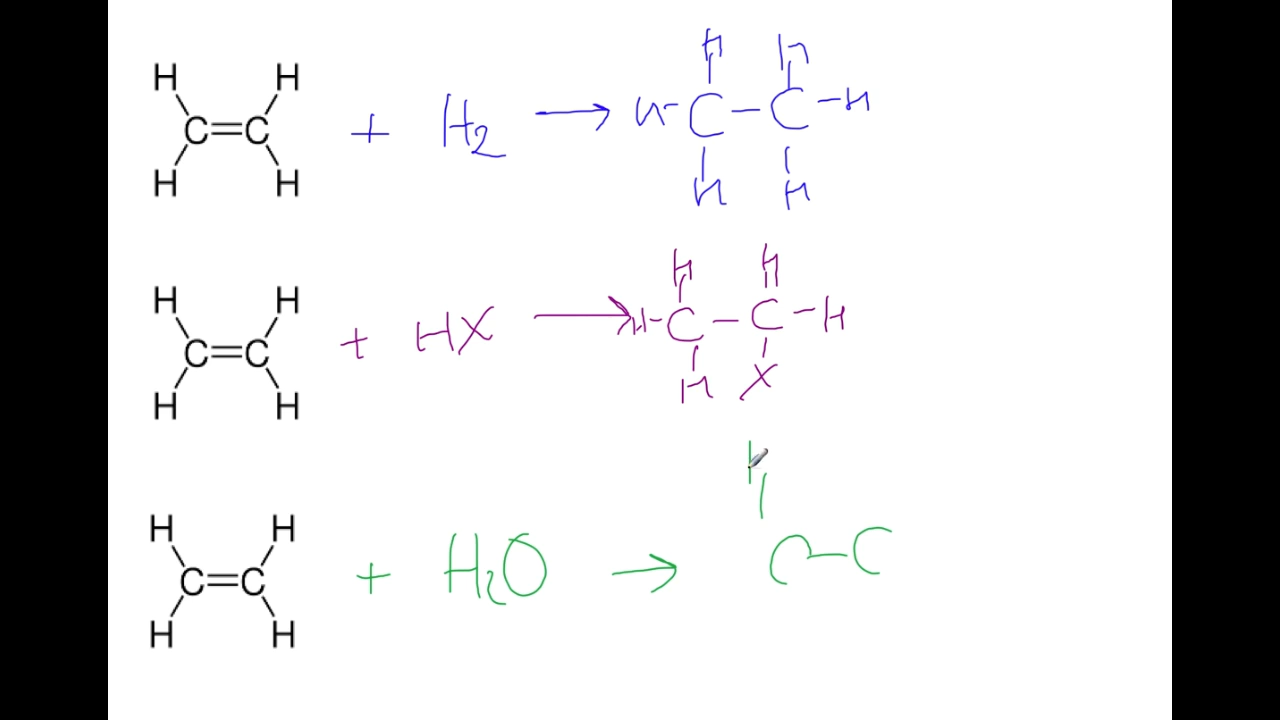 H H H H
C=C + H2 → H-C-C-H
H H H H
H H H H
C=C + HX → H-C-C-H
H H H X
H H H
C=C + H2O → C-C
H H